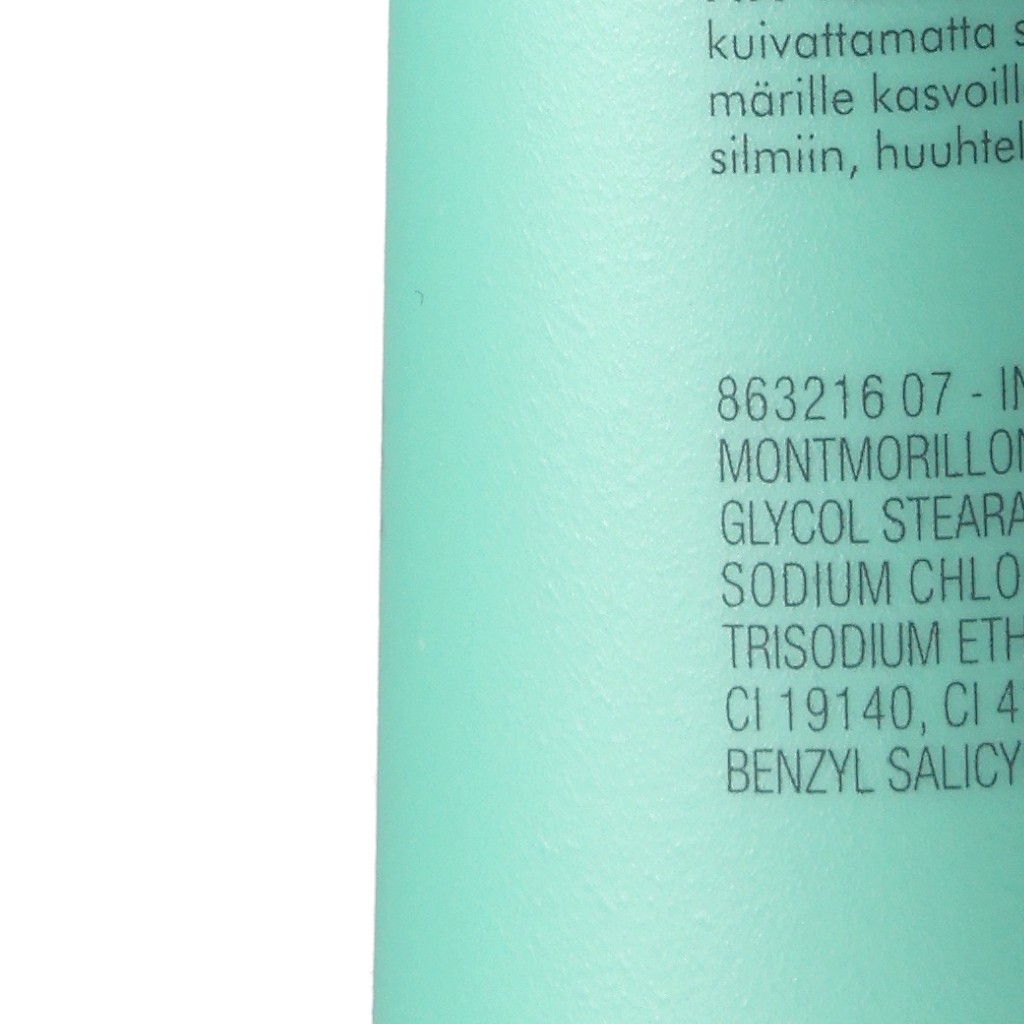 kuivattamatta
märille kasvoill
silmiin, huuhtel
863216 07 - IN
MONTMORILLON
GLYCOL STEARA
SODIUM CHLO
TRISODIUM ETH
CI 19140, CI 4
BENZYL SALICY